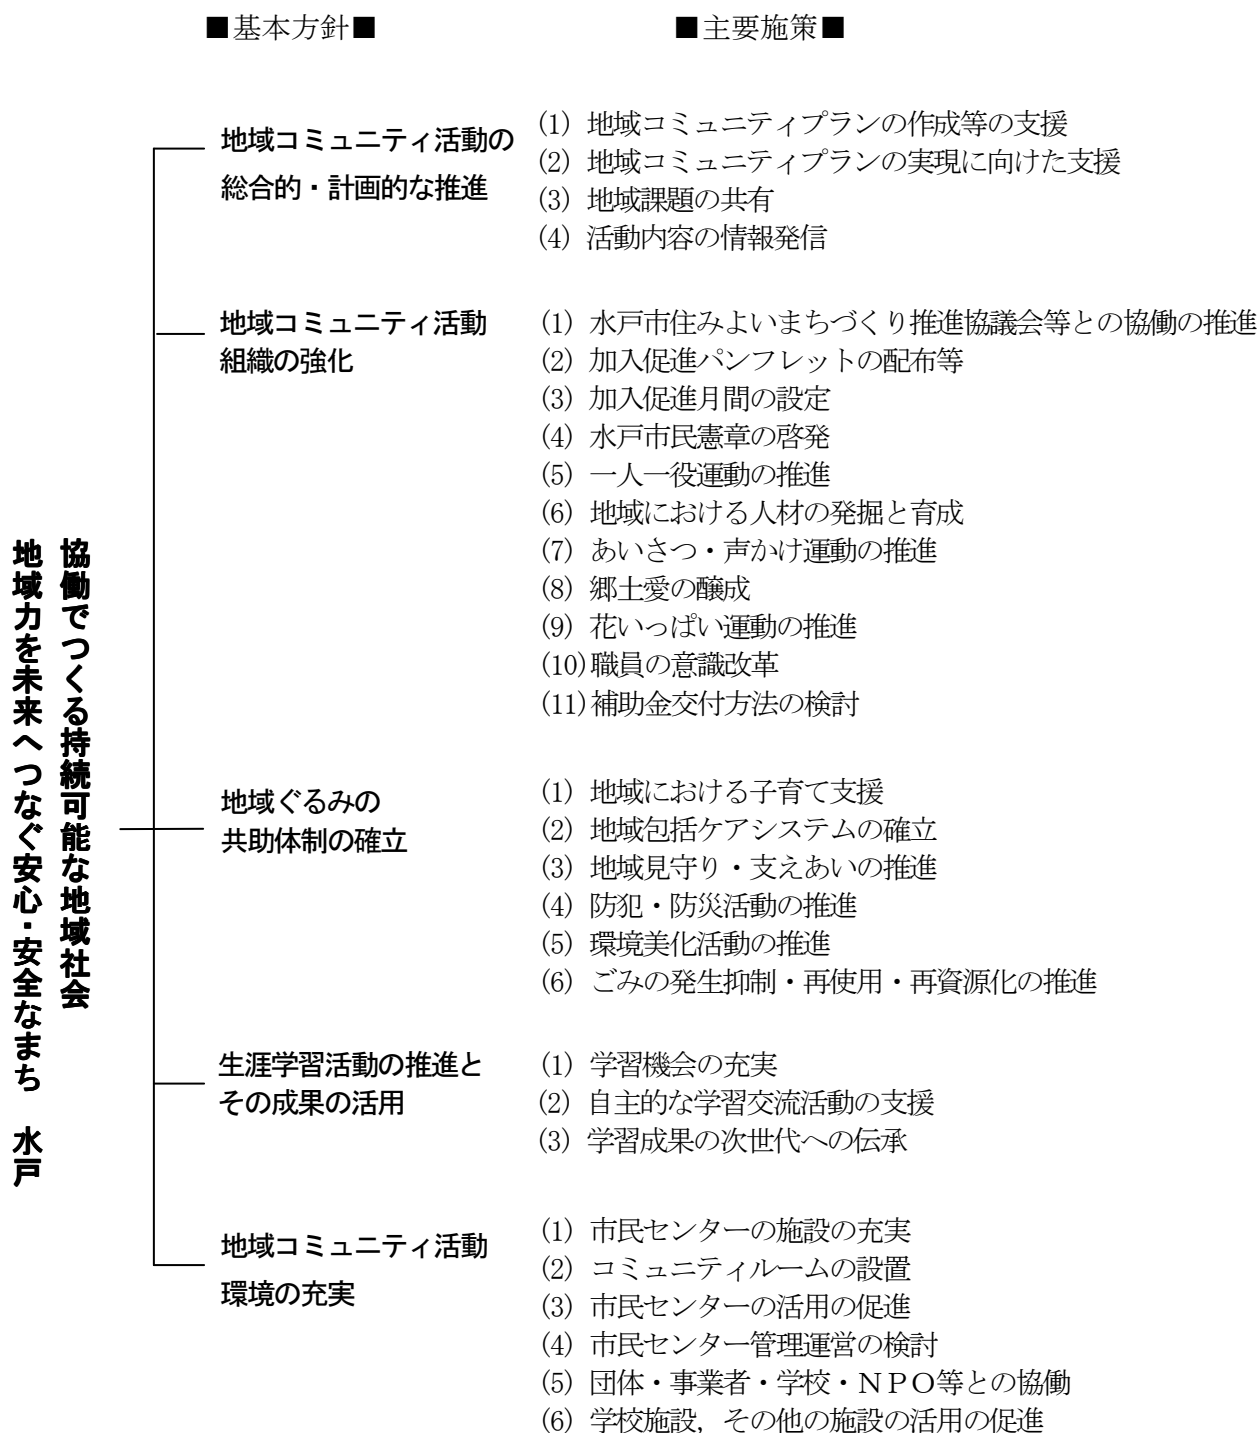 ■基本方針■
■主要施策■
協働でつくる持続可能な地域社会
地域力を未来へつなぐ安心・安全なまち　水戸
地域コミュニティ活動の
総合的・計画的な推進
(1) 地域コミュニティプランの作成等の支援
(2) 地域コミュニティプランの実現に向けた支援
(3) 地域課題の共有
(4) 活動内容の情報発信
地域コミュニティ活動
組織の強化
(1) 水戸市住みよいまちづくり推進協議会等との協働の推進
(2) 加入促進パンフレットの配布等
(3) 加入促進月間の設定
(4) 水戸市民憲章の啓発
(5) 一人一役運動の推進
(6) 地域における人材の発掘と育成
(7) あいさつ・声かけ運動の推進
(8) 郷土愛の醸成
(9) 花いっぱい運動の推進
(10)職員の意識改革
(11)補助金交付方法の検討
地域ぐるみの
共助体制の確立
(1) 地域における子育て支援
(2) 地域包括ケアシステムの確立
(3) 地域見守り・支えあいの推進
(4) 防犯・防災活動の推進
(5) 環境美化活動の推進
(6) ごみの発生抑制・再使用・再資源化の推進
生涯学習活動の推進と
その成果の活用
(1) 学習機会の充実
(2) 自主的な学習交流活動の支援
(3) 学習成果の次世代への伝承
地域コミュニティ活動
環境の充実
(1) 市民センターの施設の充実
(2) コミュニティルームの設置
(3) 市民センターの活用の促進
(4) 市民センター管理運営の検討
(5) 団体・事業者・学校・ＮＰＯ等との協働
(6) 学校施設，その他の施設の活用の促進